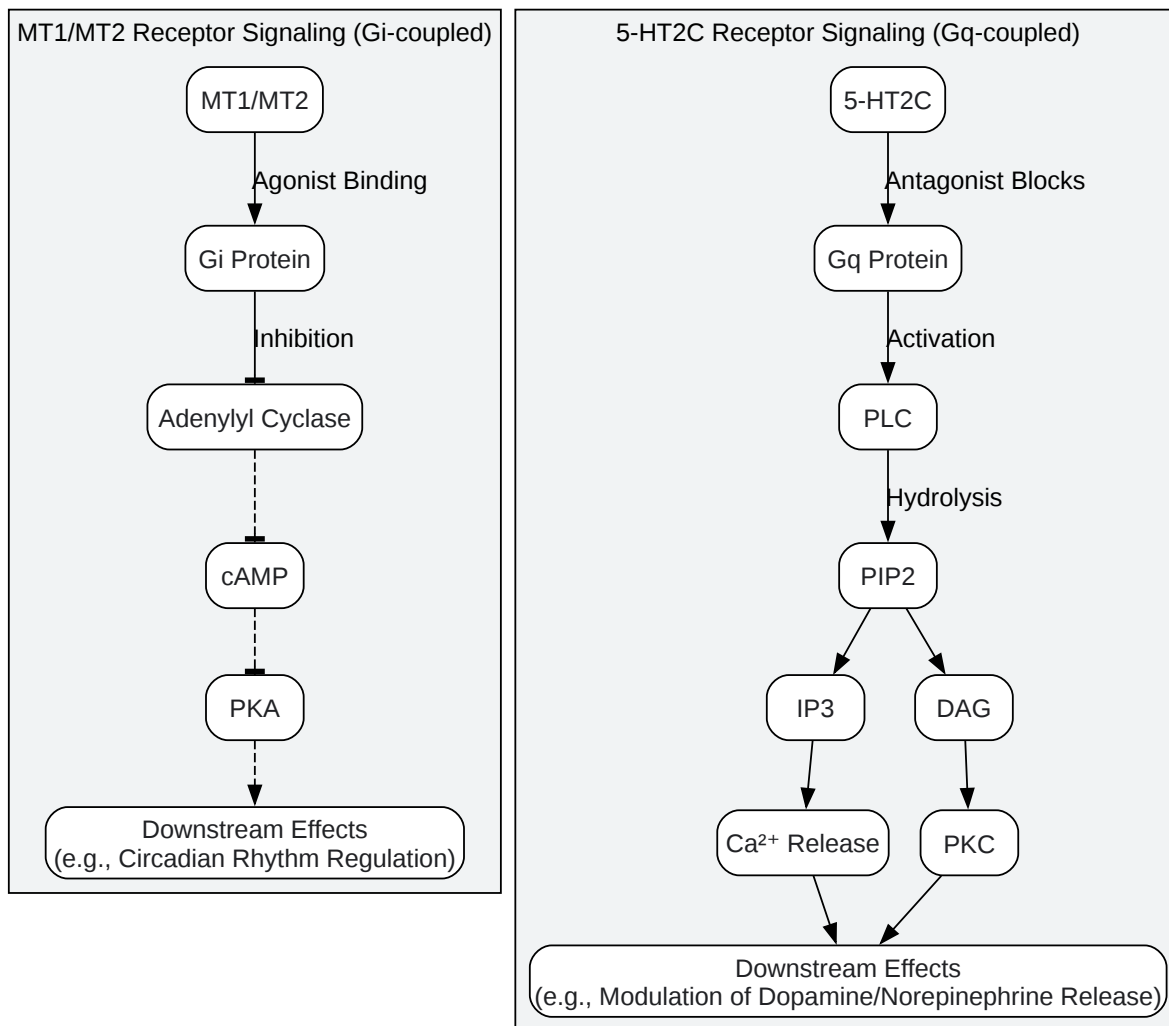 MT1/MT2 Receptor Signaling (Gi-coupled)
MT1/MT2
Agonist Binding
Gi Protein
Inhibition
Adenylyl Cyclase
cAMP
PKA
Downstream Effects
(e.g., Circadian Rhythm Regulation)
5-HT2C Receptor Signaling (Gq-coupled)
5-HT2C
Antagonist Blocks
Gq Protein
Activation
PLC
Hydrolysis
PIP2
IP3
DAG
Ca²⁺ Release
PKC
Downstream Effects
(e.g., Modulation of Dopamine/Norepinephrine Release)